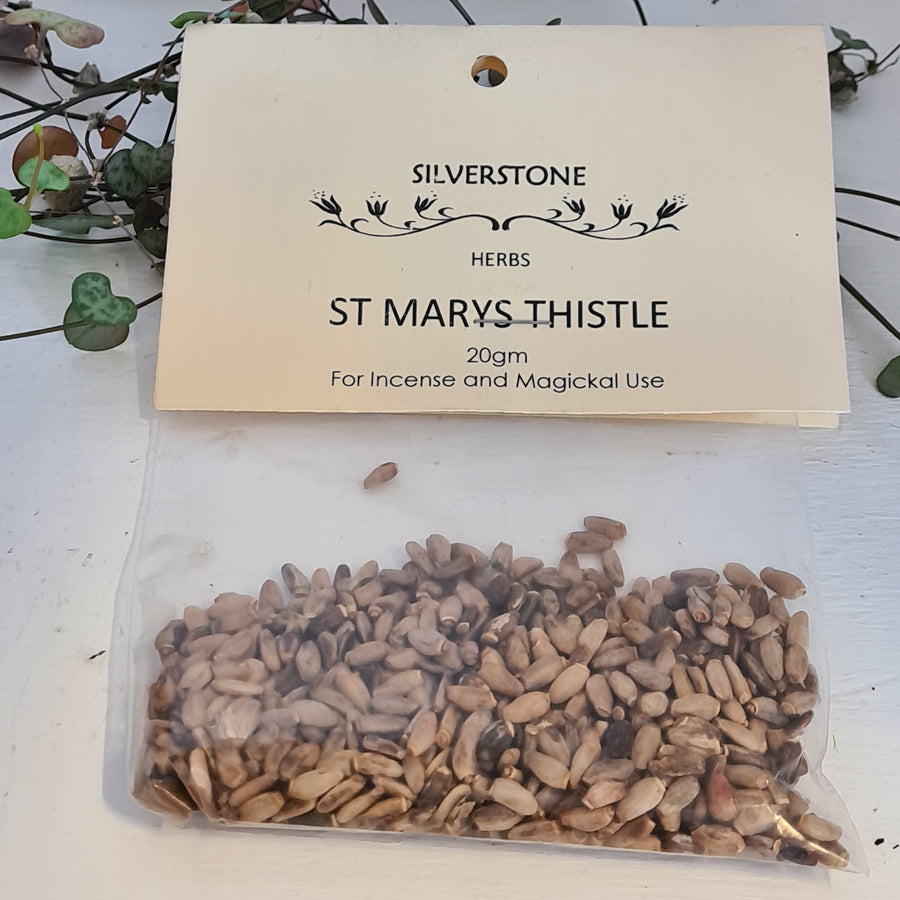 SILVERSTONE
HERBS
ST MARYS THISTLE
20gm
For Incense and Magickal Use